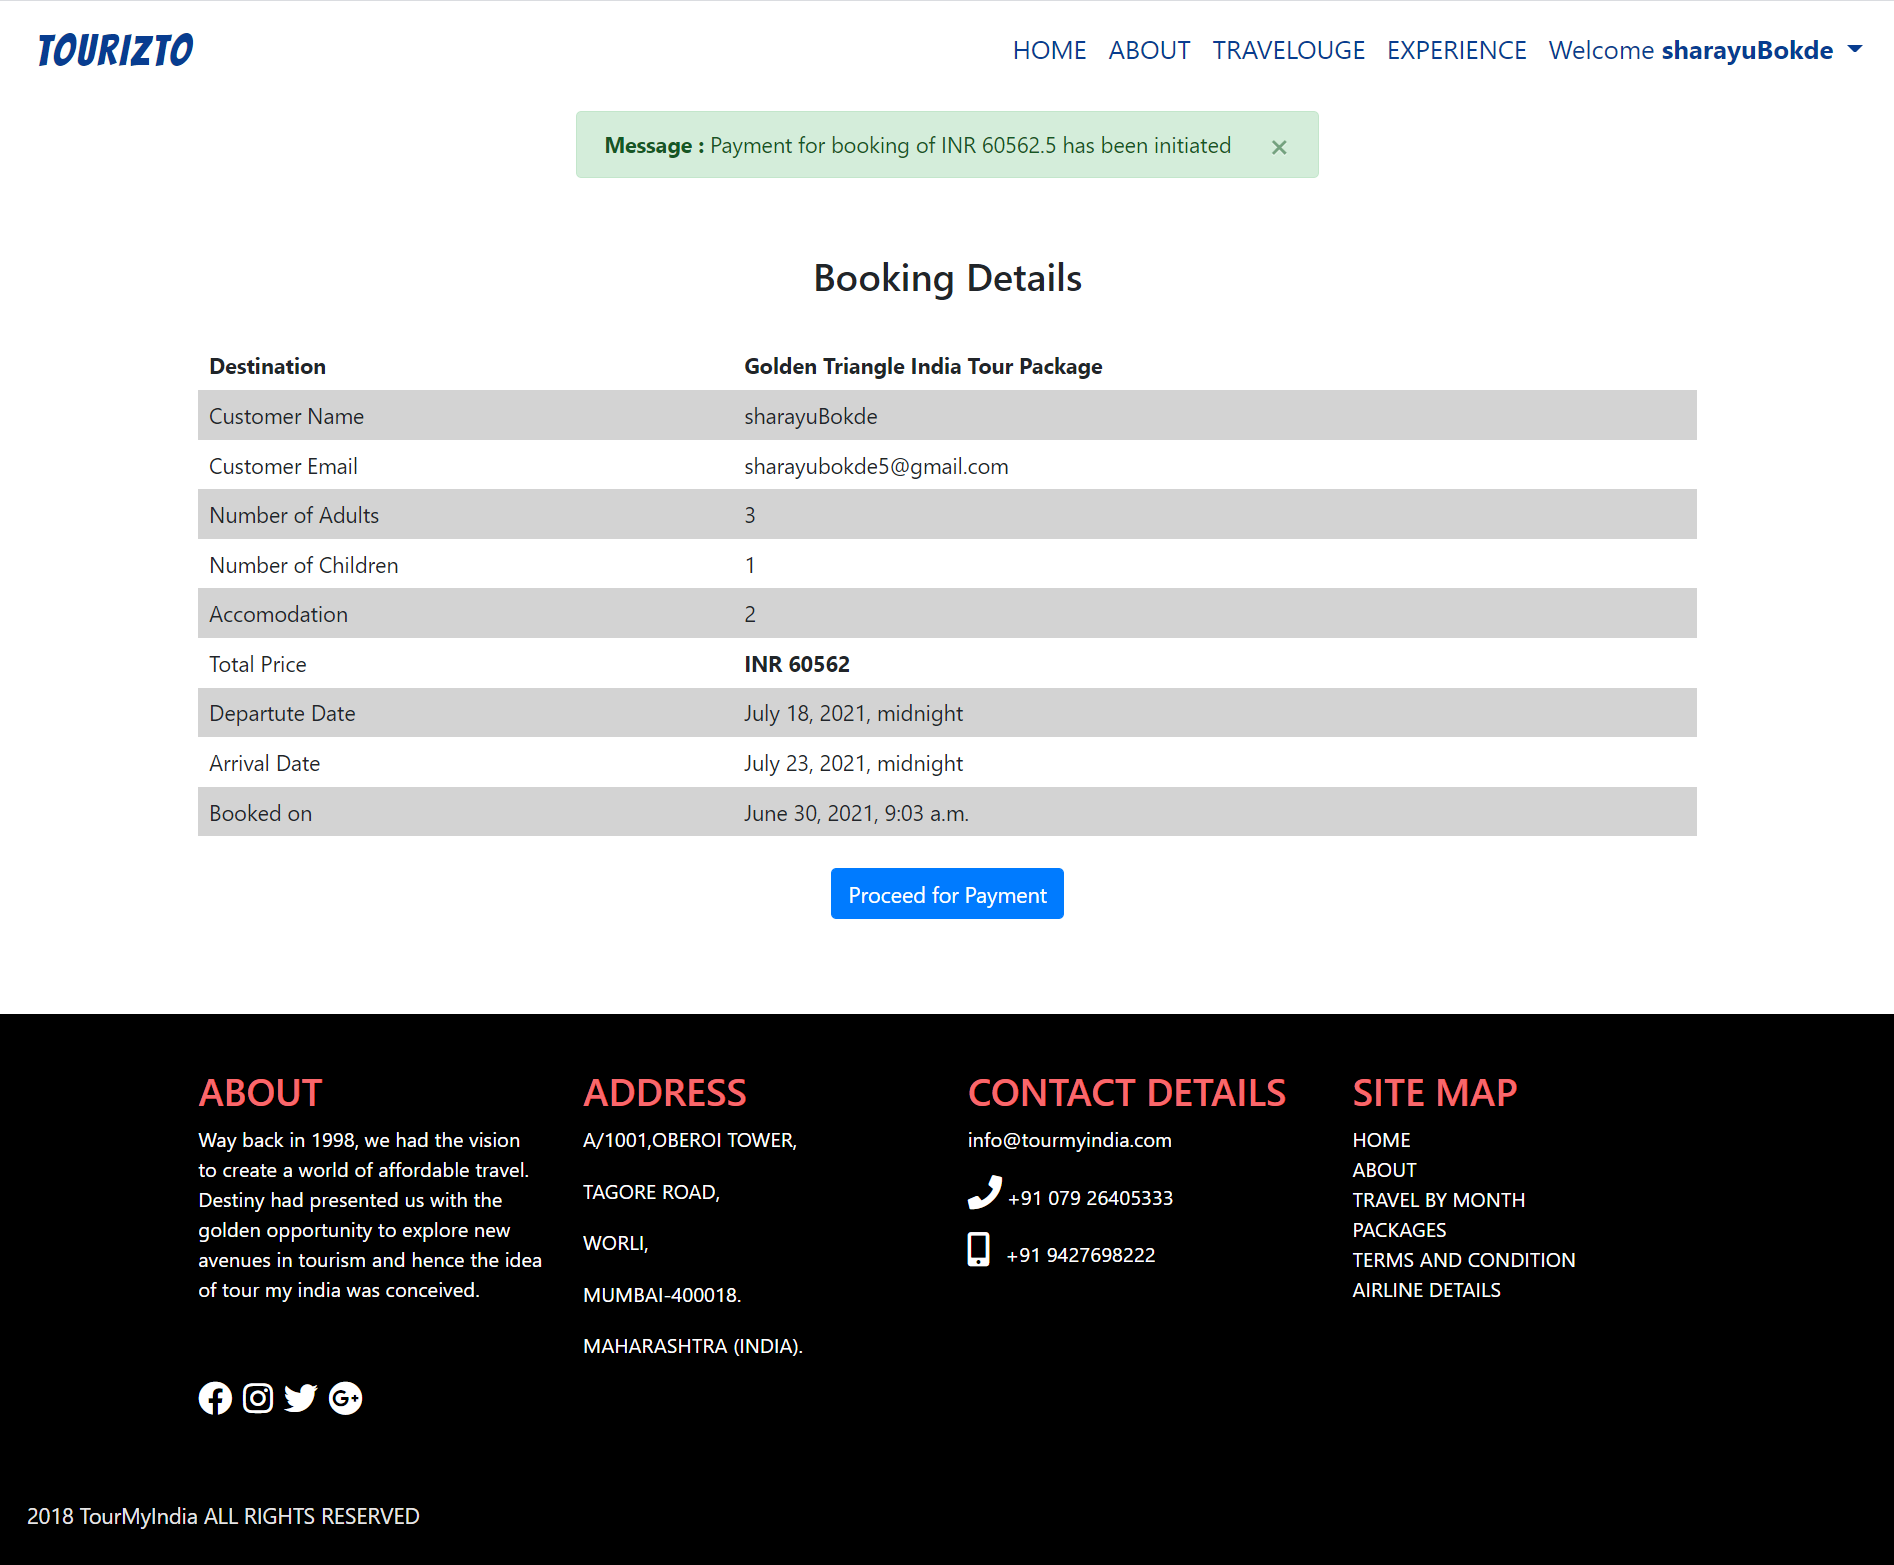 TOURIZTO
HOME ABOUT TRAVELOUGE EXPERIENCE Welcome sharayuBokde
Message : Payment for booking of INR 60562.5 has been initiated ×
Booking Details
Destination Golden Triangle India Tour Package
Customer Name sharayuBokde
Customer Email sharayubokde5@gmail.com
Number of Adults 3
Number of Children 1
Accomodation 2
Total Price INR 60562
Departute Date July 18, 2021, midnight
Arrival Date July 23, 2021, midnight
Booked on June 30, 2021, 9:03 a.m.
Proceed for Payment
ABOUT
Way back in 1998, we had the vision
to create a world of affordable travel.
Destiny had presented us with the
golden opportunity to explore new
avenues in tourism and hence the idea
of tour my india was conceived.
ADDRESS
A/1001,OBEROI TOWER,
TAGORE ROAD,
WORLI,
MUMBAI-400018.
MAHARASHTRA (INDIA).
CONTACT DETAILS
info@tourmyindia.com
+91 079 26405333
+91 9427698222
SITE MAP
HOME
ABOUT
TRAVEL BY MONTH
PACKAGES
TERMS AND CONDITION
AIRLINE DETAILS
2018 TourMyIndia ALL RIGHTS RESERVED